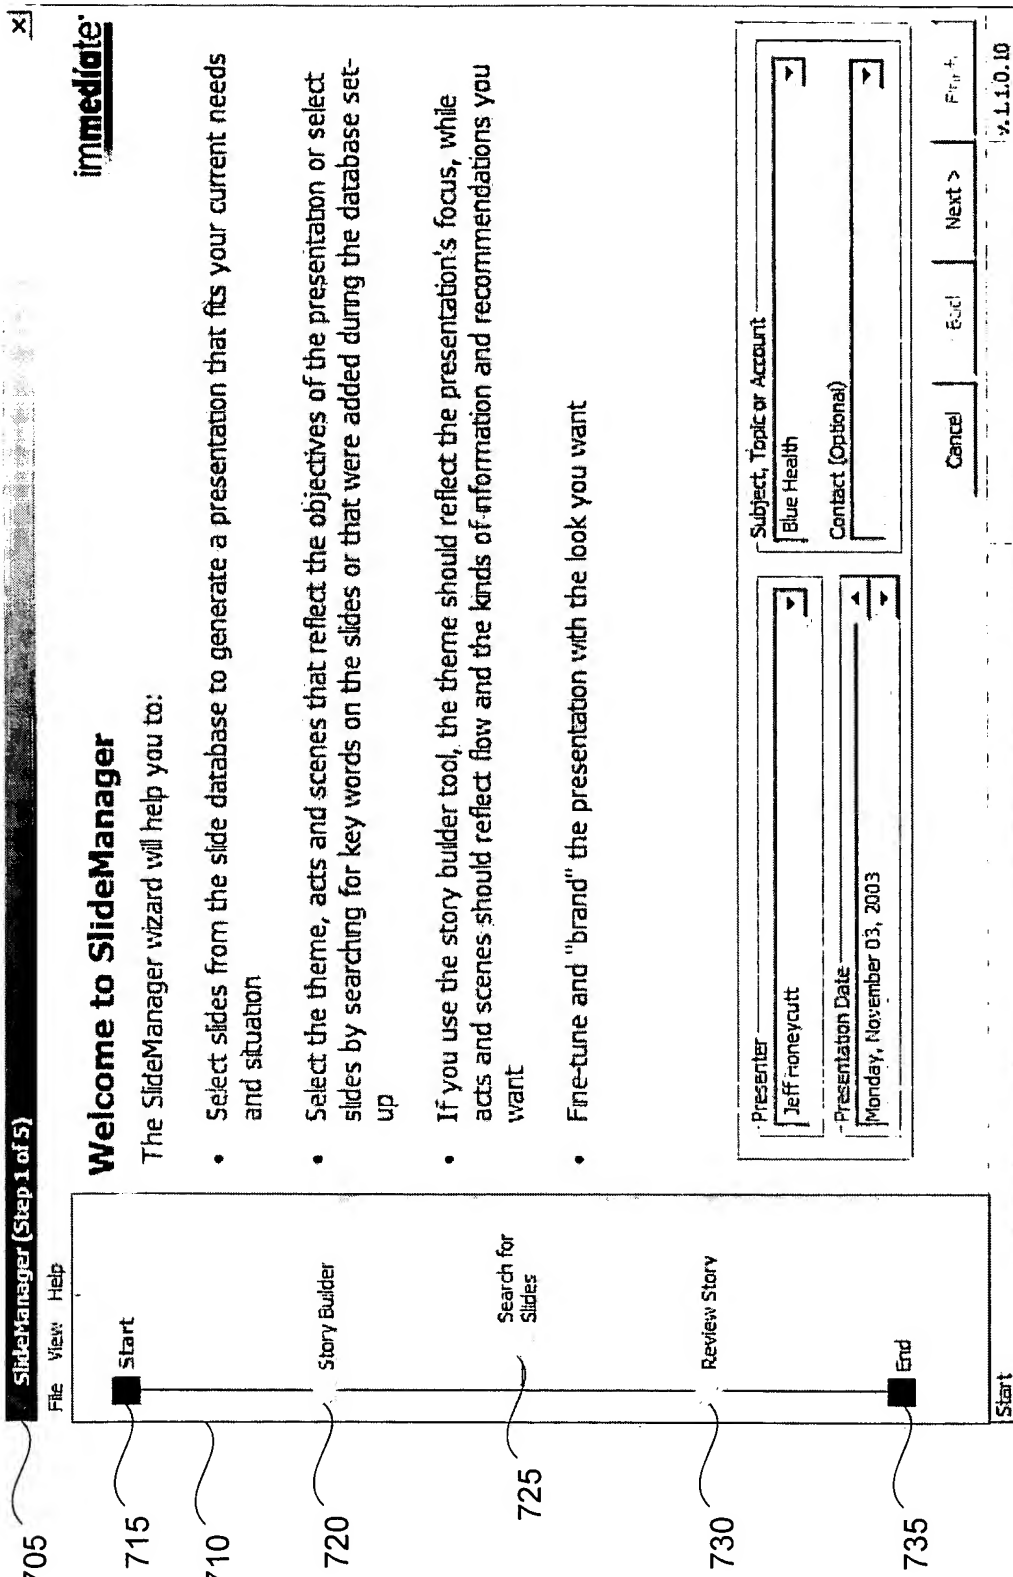 SlideManager (Step 1 of 5)
File View Help
immediate
Start
Story Builder
Search for
Slides
Review Story
End
Welcome to SlideManager
The SlideManager wizard will help you to:
• Select slides from the slide database to generate a presentation that fits your current needs
and situation
• Select the theme, acts and scenes that reflect the objectives of the presentation or select
slides by searching for key words on the slides or that were added during the database set-
up
• If you use the story builder tool, the theme should reflect the presentation's focus, while
acts and scenes should reflect flow and the kinds of information and recommendations you
want
• Fine-tune and "brand" the presentation with the look you want
Presenter
Jeff Honeycutt
Presentation Date
Monday, November 03, 2003
Subject, Topic or Account
Blue Health
Contact (Optional)
Cancel
Next >
Start
v.1.1.0.10
705
715
710
720
725
730
735